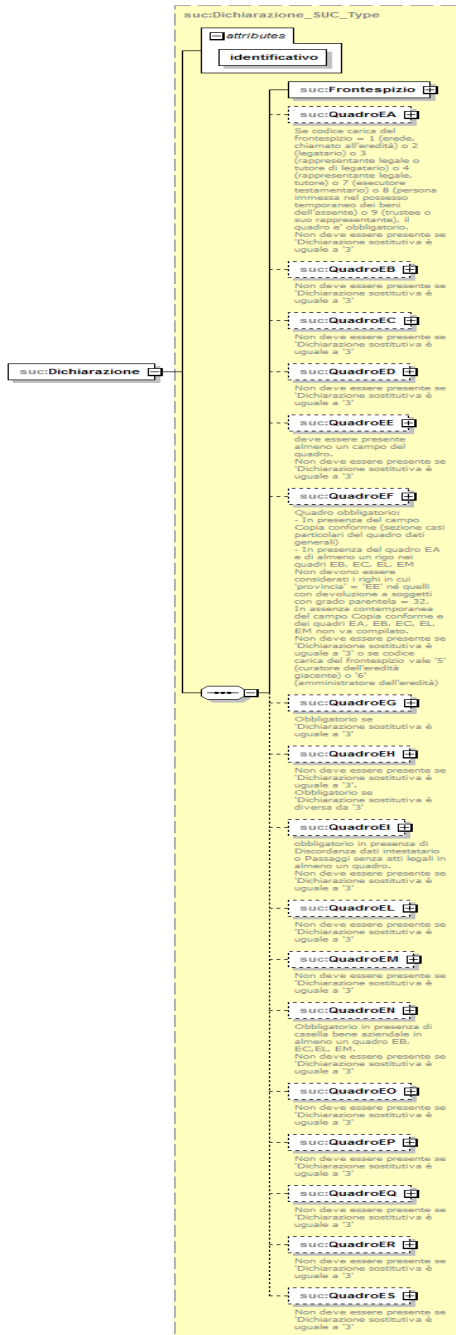 suc:Dichiarazione_SUC_Type
attributes
identificativo
suc:Frontespizio
suc:QuadroEA
Se codice carica del
frontespizio = 1 (erede,
chiamato all'eredità) o 2
(legatario) o 3
(rappresentante legale o
tutore di legatario) o 4
(rappresentante legale,
tutore) o 7 (esecutore
testamentario) o 8 (persona
immessa nel possesso
temporaneo dei beni
dell'assente) o 9 (trustee o
suo rappresentante), il
quadro e' obbligatorio.
Non deve essere presente se
'Dichiarazione sostitutiva è
uguale a '3'
suc:QuadroEB
Non deve essere presente se
'Dichiarazione sostitutiva è
uguale a '3'
suc:QuadroEC
Non deve essere presente se
'Dichiarazione sostitutiva è
uguale a '3'
suc:Dichiarazione
suc:QuadroED
Non deve essere presente se
'Dichiarazione sostitutiva è
uguale a '3'
suc:QuadroEE
deve essere presente
almeno un campo del
quadro.
Non deve essere presente se
'Dichiarazione sostitutiva è
uguale a '3'
suc:QuadroEF
Quadro obbligatorio:
- In presenza del campo
Copia conforme (sezione casi
particolari del quadro dati
generali)
- In presenza del quadro EA
e di almeno un rigo nei
quadri EB, EC, EL, EM
Non devono essere
considerati i righi in cui
'provincia' = 'EE' né quelli
con devoluzione a soggetti
con grado parentela = 32.
In assenza contemporanea
del campo Copia conforme e
dei quadri EA, EB, EC, EL,
EM non va compilato.
Non deve essere presente se
'Dichiarazione sostitutiva è
uguale a '3' o se codice
carica del frontespizio vale '5'
(curatore dell'eredità
giacente) o '6'
(amministratore dell'eredità)
suc:QuadroEG
Obbligatorio se
'Dichiarazione sostitutiva è
uguale a '3'
suc:QuadroEH
Non deve essere presente se
'Dichiarazione sostitutiva è
uguale a '3'.
Obbligatorio se
'Dichiarazione sostitutiva è
diversa da '3'
suc:QuadroEI
obbligatorio in presenza di
Discordanza dati intestatario
o Passaggi senza atti legali in
almeno un quadro.
Non deve essere presente se
'Dichiarazione sostitutiva è
uguale a '3'
suc:QuadroEL
Non deve essere presente se
'Dichiarazione sostitutiva è
uguale a '3'
suc:QuadroEM
Non deve essere presente se
'Dichiarazione sostitutiva è
uguale a '3'
suc:QuadroEN
Obbligatorio in presenza di
casella bene aziendale in
almeno un quadro EB,
EC,EL, EM.
Non deve essere presente se
'Dichiarazione sostitutiva è
uguale a '3'
suc:QuadroEO
Non deve essere presente se
'Dichiarazione sostitutiva è
uguale a '3'
suc:QuadroEP
Non deve essere presente se
'Dichiarazione sostitutiva è
uguale a '3'
suc:QuadroEQ
Non deve essere presente se
'Dichiarazione sostitutiva è
uguale a '3'
suc:QuadroER
Non deve essere presente se
'Dichiarazione sostitutiva è
uguale a '3'
suc:QuadroES
Non deve essere presente se
'Dichiarazione sostitutiva è
uguale a '3'